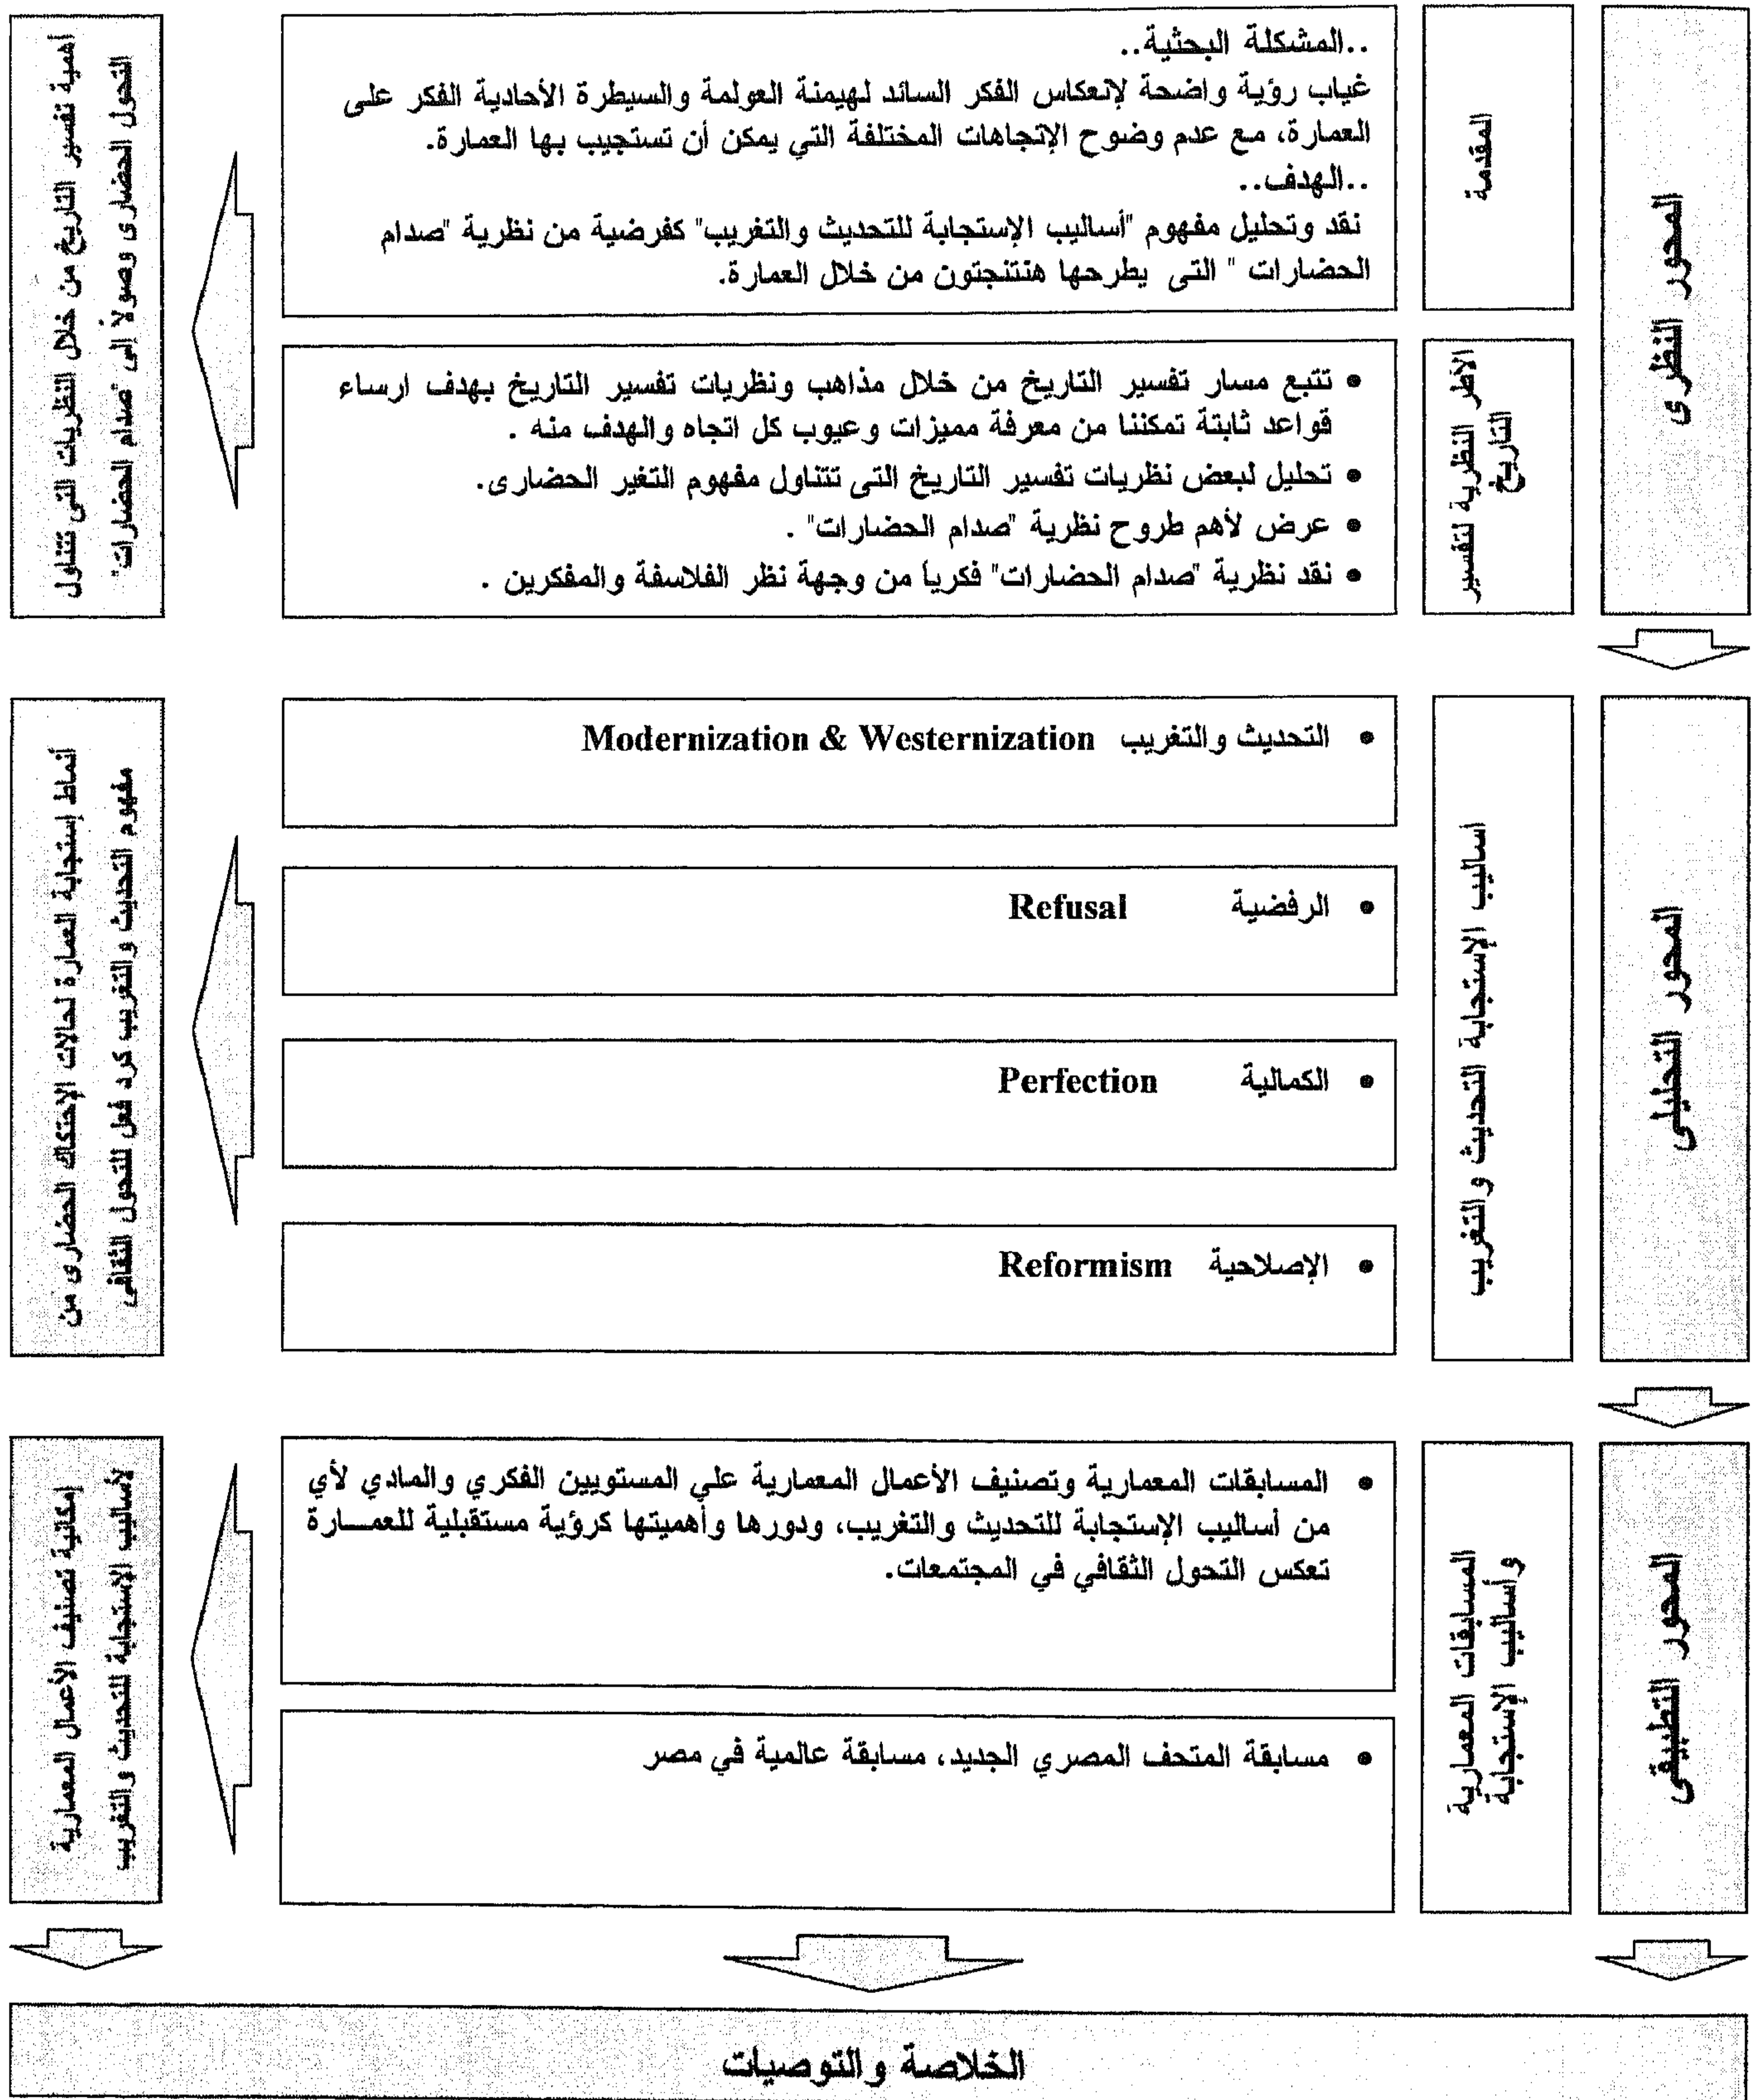 المحور النظرى
المقدمة
..المشكلة البحثية..
غياب رؤية واضحة لإنعكاس الفكر السائد لهيمنة العولمة والسيطرة الأحادية الفكر على
العمارة، مع عدم وضوح الإتجاهات المختلفة التي يمكن أن تستجيب بها العمارة.
..الهدف..
نقد وتحليل مفهوم "أساليب الإستجابة للتحديث والتغريب" كفرضية من نظرية "صدام
الحضارات " التى يطرحها هنتنجتون من خلال العمارة.
الأطر النظرية لتفسير
التاريخ
• تتبع مسار تفسير التاريخ من خلال مذاهب ونظريات تفسير التاريخ بهدف ارساء
قواعد ثابتة تمكننا من معرفة مميزات وعيوب كل اتجاه والهدف منه .
• تحليل لبعض نظريات تفسير التاريخ التى تتناول مفهوم التغير الحضارى.
• عرض لأهم طروح نظرية "صدام الحضارات" .
• نقد نظرية "صدام الحضارات" فكرياً من وجهة نظر الفلاسفة والمفكرين .
أهمية تفسير التاريخ من خلال النظريات التى تتناول
التحول الحضارى وصولاً إلى "صدام الحضارات"
المحور التحليلى
أساليب الإستجابة التحديث والتغريب
• التحديث والتغريب Modernization & Westernization
• الرفضية Refusal
• الكمالية Perfection
• الإصلاحية Reformism
أنماط إستجابة العمارة لحالات الإحتكاك الحضارى من
مفهوم التحديث والتغريب كرد فعل للتحول الثقافى
المحور التطبيقى
المسابقات المعمارية
وأساليب الإستجابة
• المسابقات المعمارية وتصنيف الأعمال المعمارية علي المستويين الفكري والمادي لأي
من أساليب الإستجابة للتحديث والتغريب، ودورها وأهميتها كرؤية مستقبلية للعمـــارة
تعكس التحول الثقافي في المجتمعات.
• مسابقة المتحف المصري الجديد، مسابقة عالمية في مصر
إمكانية تصنيف الأعمال المعمارية
لأساليب الإستجابة للتحديث والتغريب
الخلاصة والتوصيات